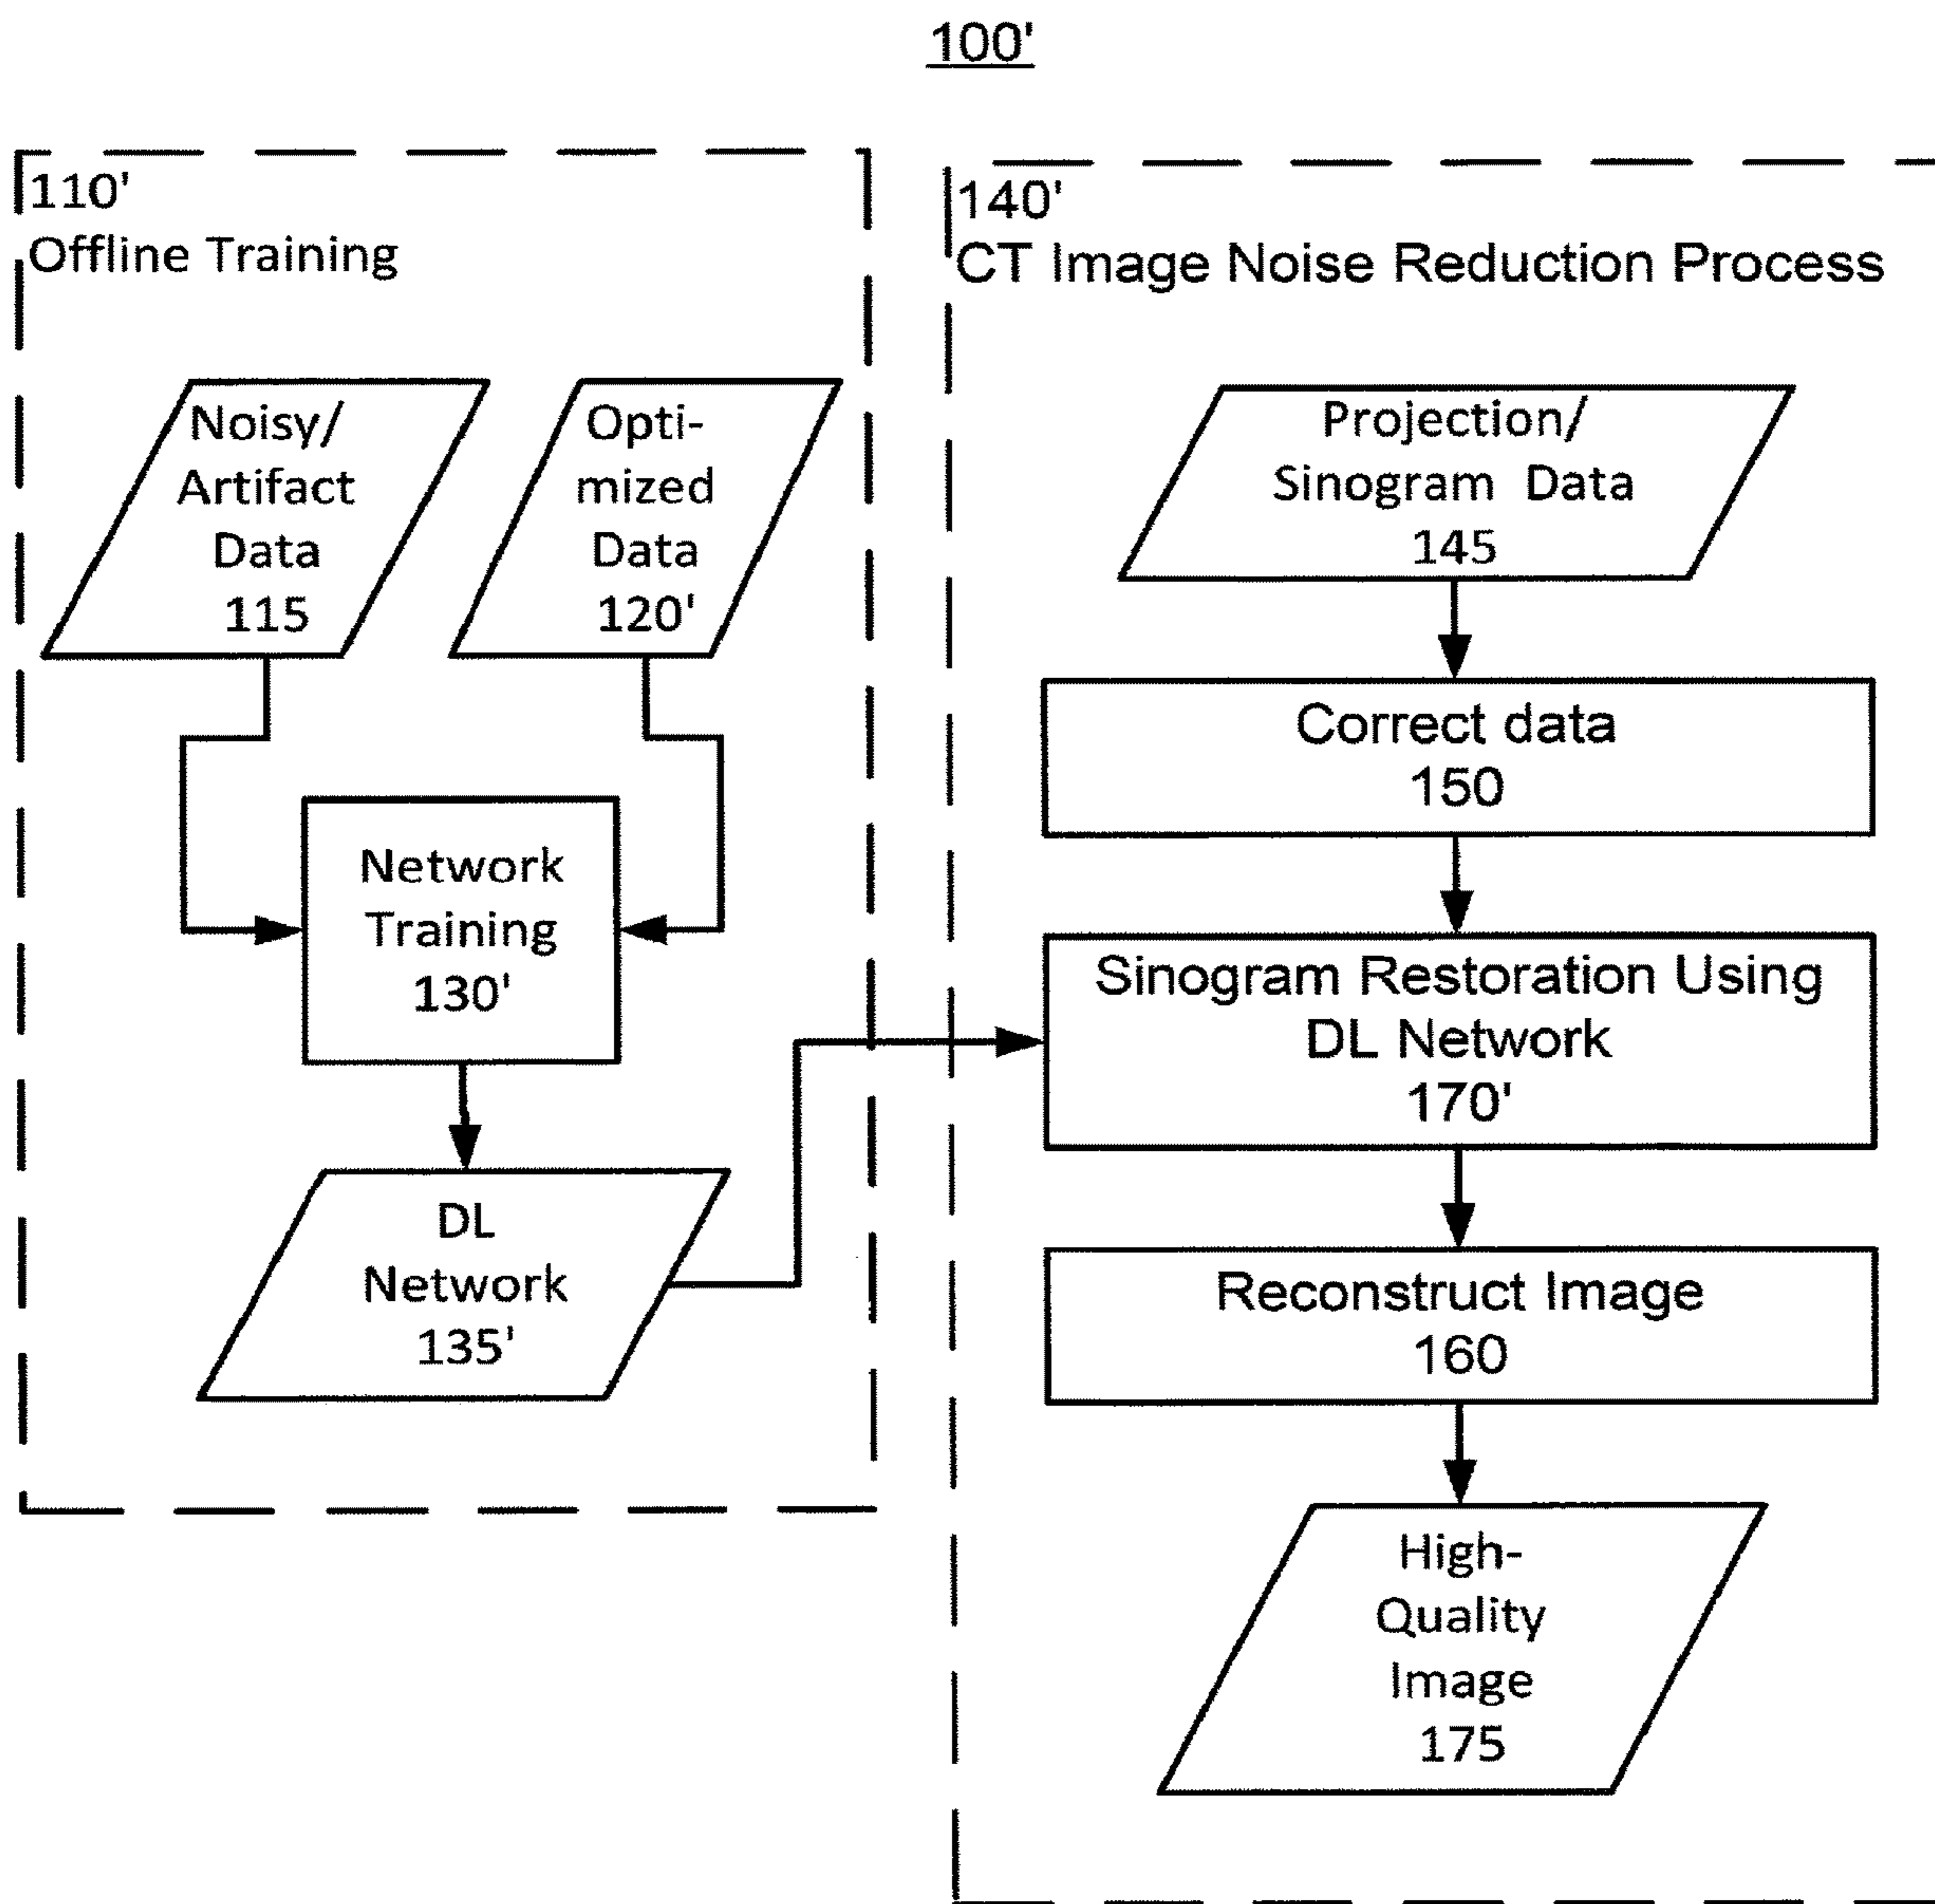 100'
110'
Offline Training
Noisy/
Artifact
Data
115
Opti-
mized
Data
120'
Network
Training
130'
DL
Network
135'
140'
CT Image Noise Reduction Process
Projection/
Sinogram Data
145
Correct data
150
Sinogram Restoration Using
DL Network
170'
Reconstruct Image
160
High-
Quality
Image
175